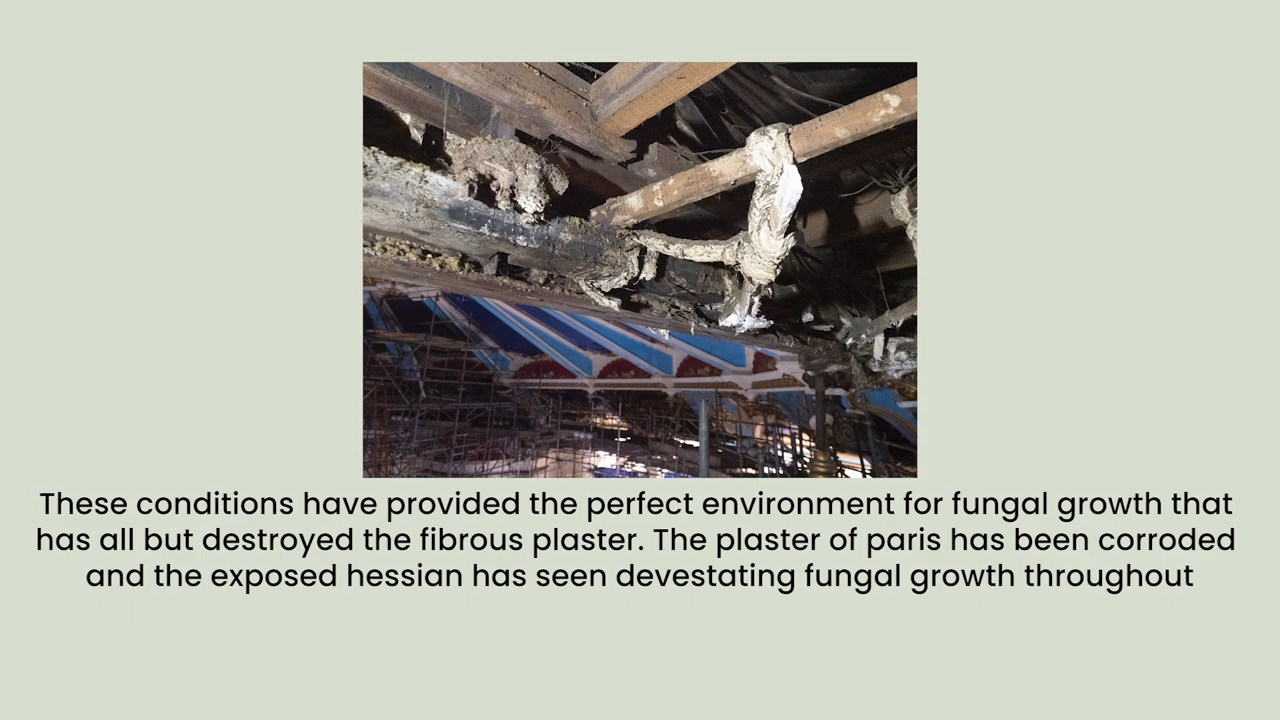 These conditions have provided the perfect environment for fungal growth that
has all but destroyed the fibrous plaster. The plaster of paris has been corroded
and the exposed hessian has seen devestating fungal growth throughout